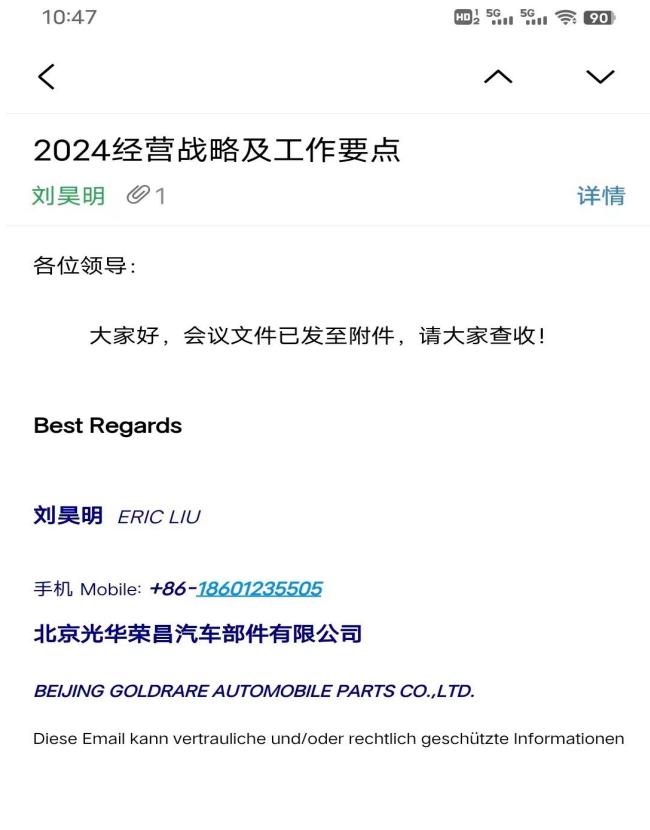 10:47
HD 1 2 5G 5G 90
2024经营战略及工作要点
刘昊明 1
详情
各位领导：
大家好，会议文件已发至附件，请大家查收！
Best Regards
刘昊明 ERIC LIU
手机 Mobile: +86-18601235505
北京光华荣昌汽车部件有限公司
BEIJING GOLDRARE AUTOMOBILE PARTS CO.,LTD.
Diese Email kann vertrauliche und/oder rechtlich geschützte Informationen